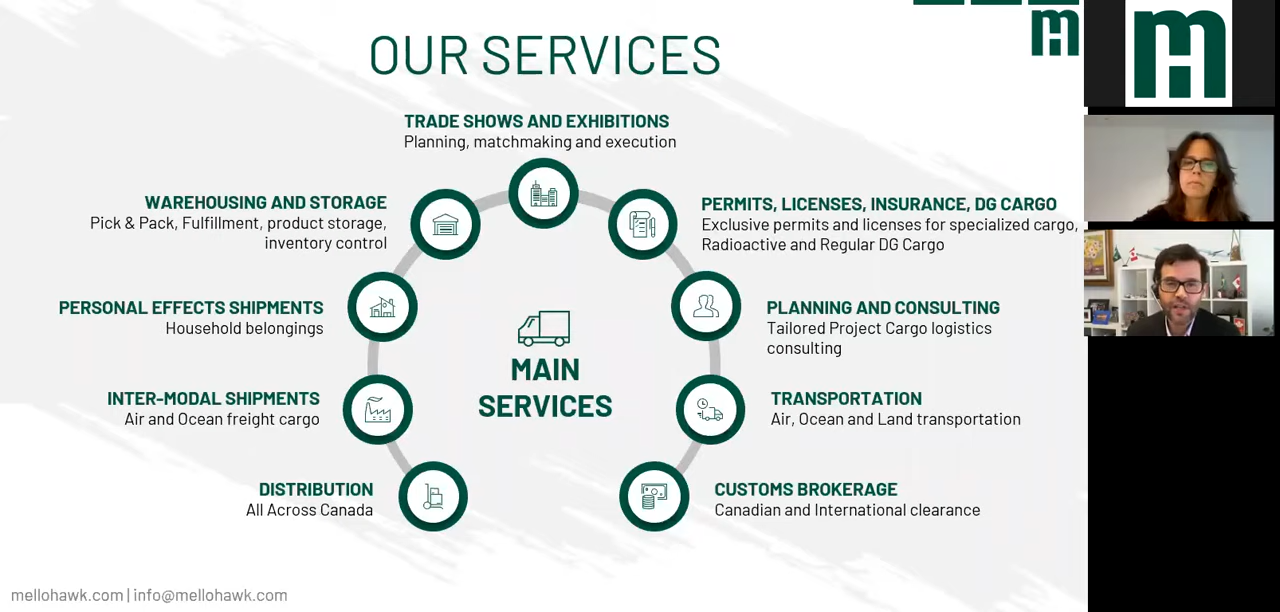 OUR SERVICES
TRADE SHOWS AND EXHIBITIONS
Planning, matchmaking and execution
WAREHOUSING AND STORAGE
Pick & Pack, Fulfillment, product storage,
inventory control
PERMITS, LICENSES, INSURANCE, DG CARGO
Exclusive permits and licenses for specialized cargo,
Radioactive and Regular DG Cargo
PERSONAL EFFECTS SHIPMENTS
Household belongings
PLANNING AND CONSULTING
Tailored Project Cargo logistics
consulting
MAIN
SERVICES
INTER-MODAL SHIPMENTS
Air and Ocean freight cargo
TRANSPORTATION
Air, Ocean and Land transportation
DISTRIBUTION
All Across Canada
CUSTOMS BROKERAGE
Canadian and International clearance
mellohawk.com | info@mellohawk.com